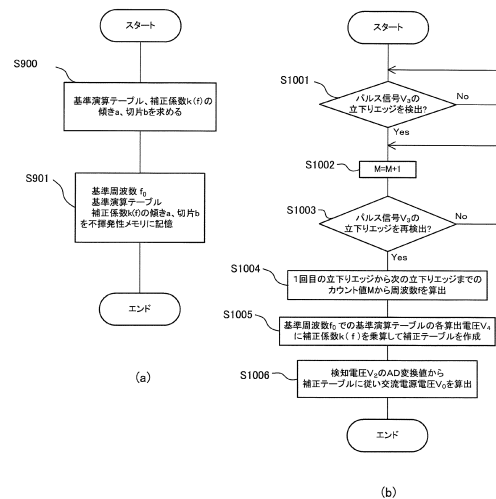 スタート
S900
基準演算テーブル、補正係数k(f)の
傾きa、切片bを求める
S901
基準周波数 f0
基準演算テーブル
補正係数k(f)の傾きa、切片b
を不揮発性メモリに記憶
エンド
(a)
スタート
S1001
パルス信号V3の
立下りエッジを検出?
No
Yes
S1002
M=M+1
S1003
パルス信号V3の
立下りエッジを再検出?
No
Yes
S1004
1回目の立下りエッジから次の立下りエッジまでの
カウント値Mから周波数fを算出
S1005
基準周波数f0での基準演算テーブルの各算出電圧V4
に補正係数k(f)を乗算して補正テーブルを作成
S1006
検知電圧V2のAD変換値から
補正テーブルに従い交流電源電圧V0を算出
エンド
(b)